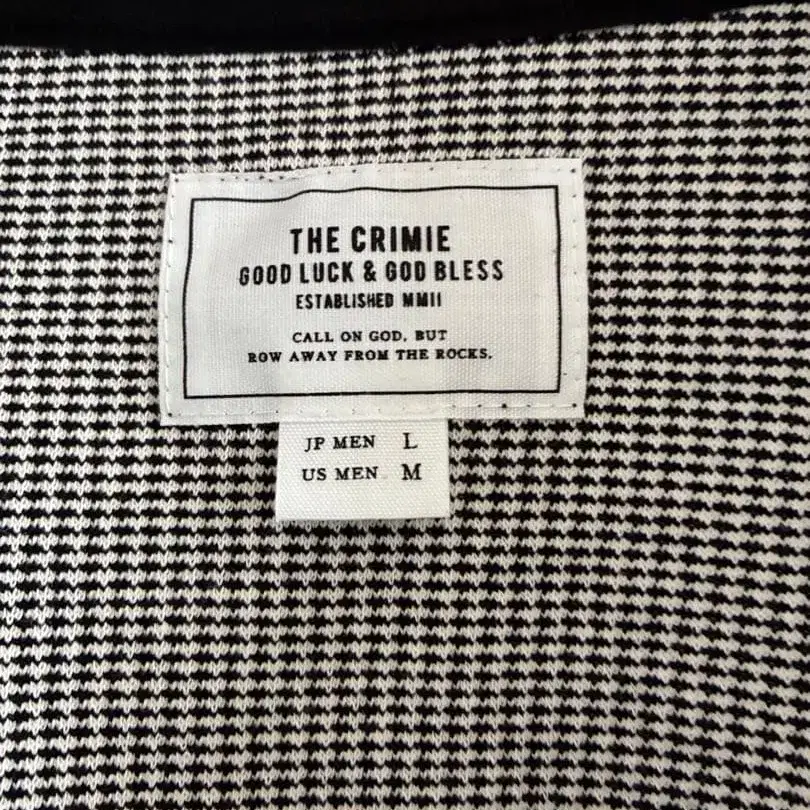 THE CRIMIE
GOOD LUCK & GOD BLESS
ESTABLISHED MMII
CALL ON GOD, BUT
ROW AWAY FROM THE ROCKS.
JP MEN L
US MEN M